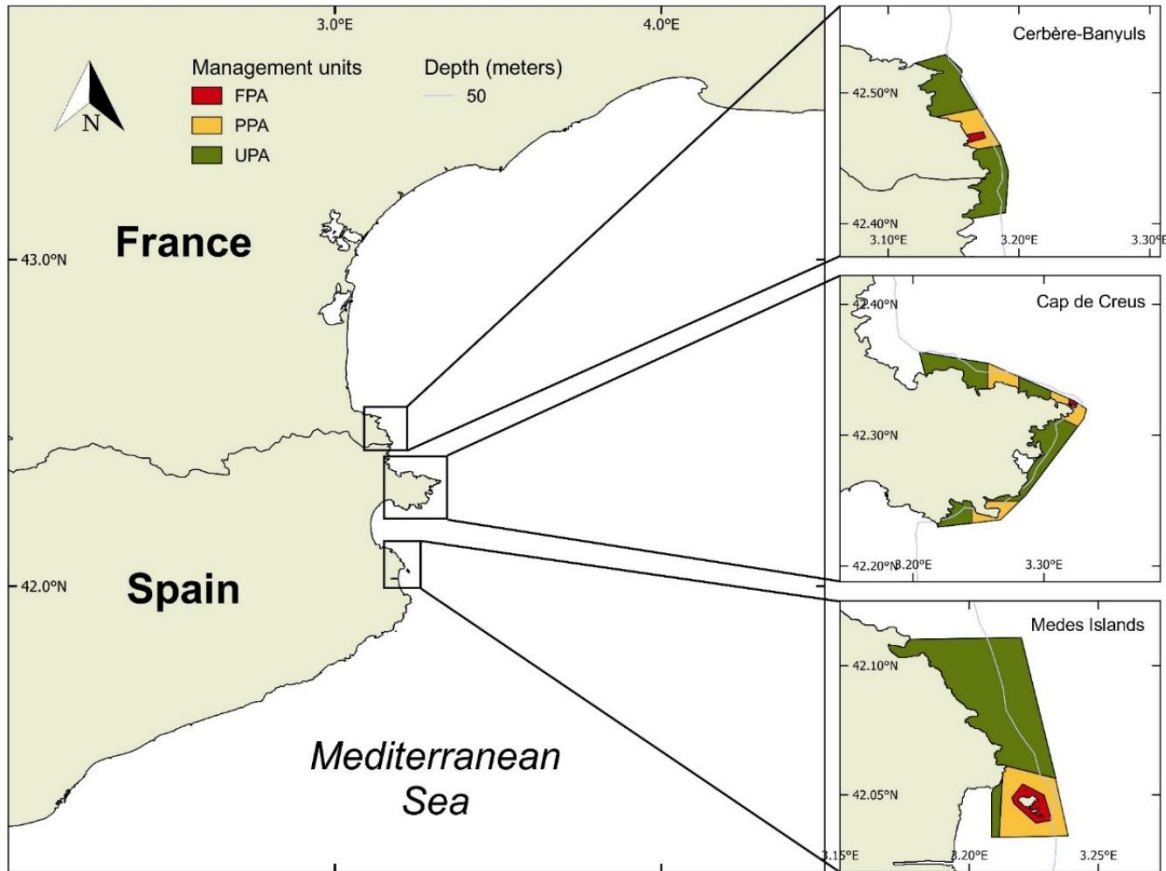 3.0°E
4.0°E
Management units
FPA
PPA
UPA
Depth (meters)
50
N
France
43.0°N
Spain
42.0°N
Mediterranean
Sea
Cerbère-Banyuls
42.50°N
42.40°N
3.10°E
3.20°E
3.30°E
Cap de Creus
42.40°N
42.30°N
42.20°N
3.20°E
3.30°E
Medes Islands
42.10°N
42.05°N
3.15°E
3.20°E
3.25°E